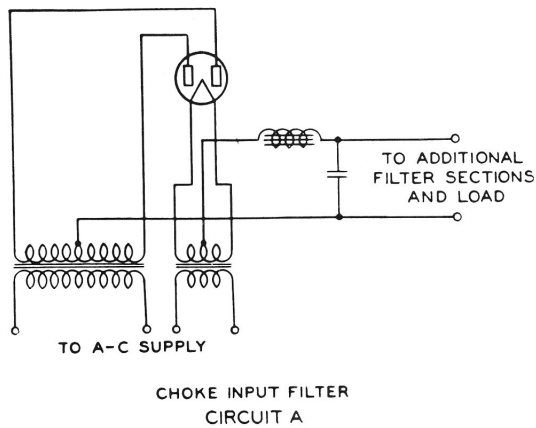 TO ADDITIONAL
FILTER SECTIONS
AND LOAD
TO A-C SUPPLY
CHOKE INPUT FILTER
CIRCUIT A